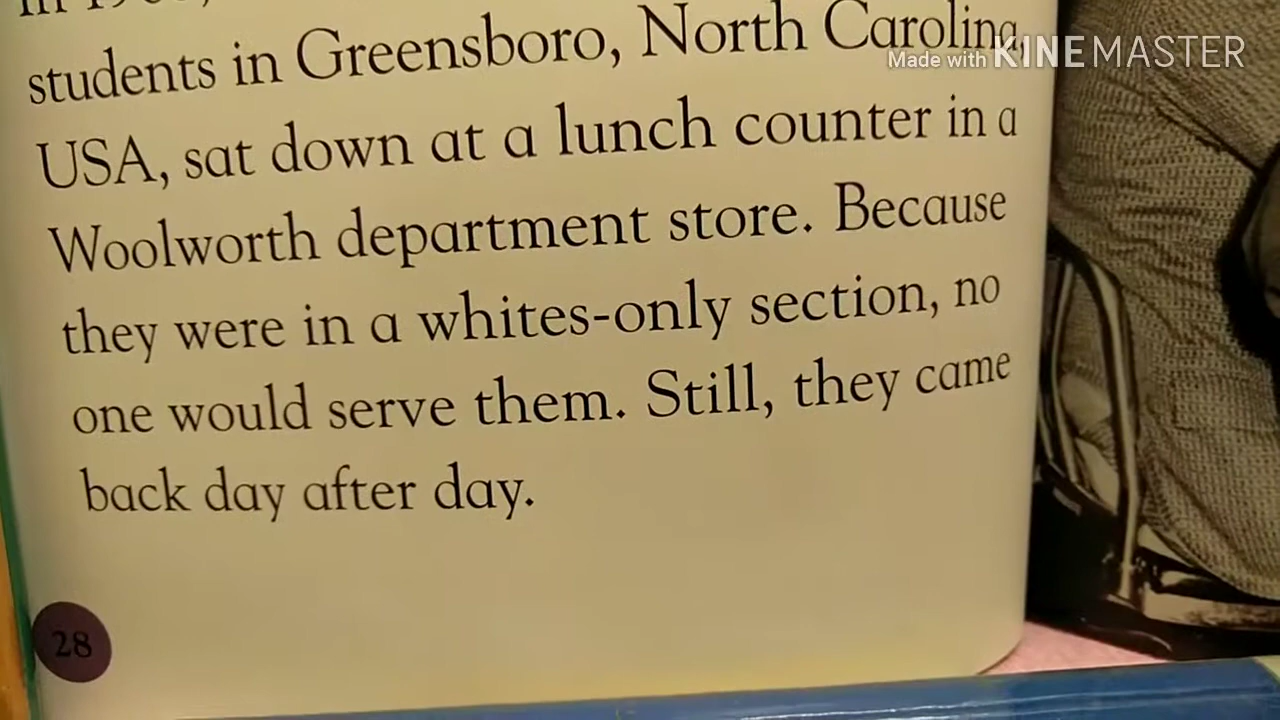 students in Greensboro, North Carolina,
USA, sat down at a lunch counter in a
Woolworth department store. Because
they were in a whites-only section, no
one would serve them. Still, they came
back day after day.
28
Made with KINEMASTER